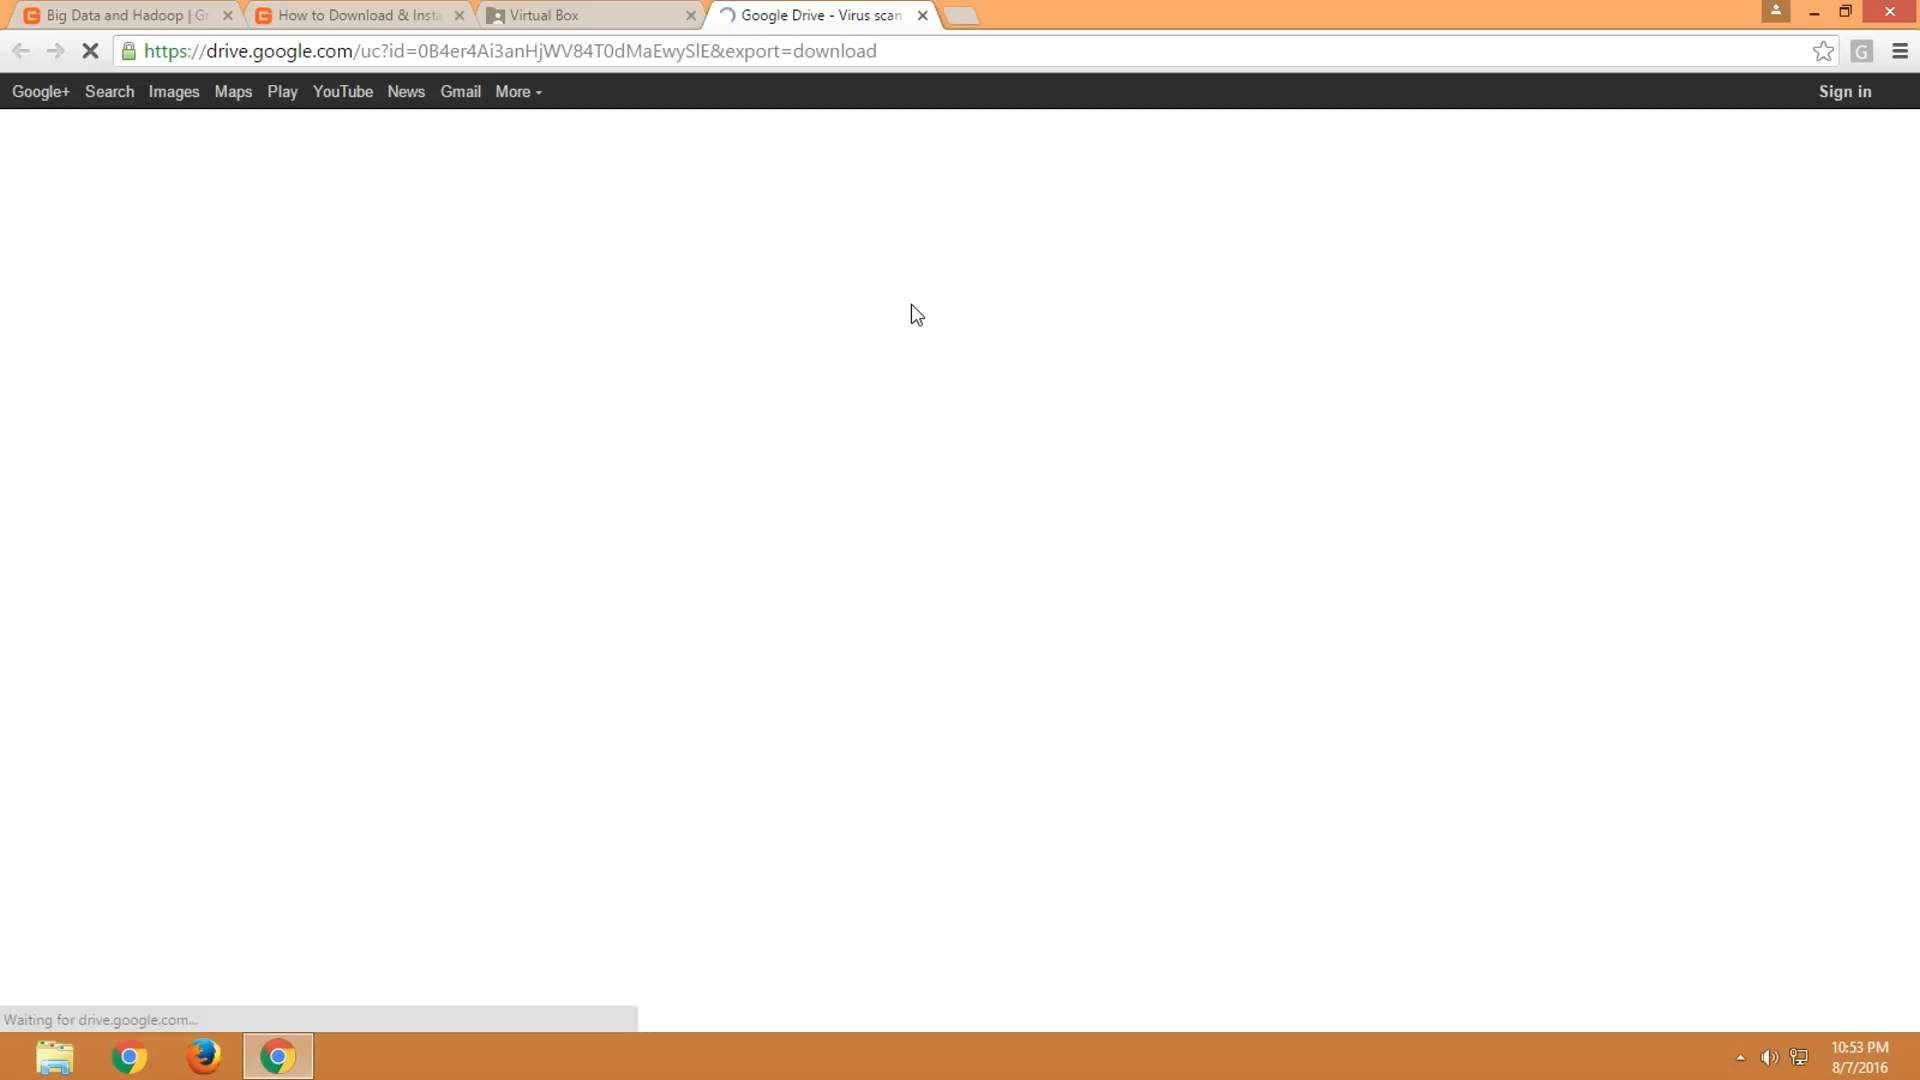 Big Data and Hadoop | Gr
How to Download & Insta
Virtual Box
Google Drive - Virus scan
https://drive.google.com/uc?id=0B4er4Ai3anHjWV84T0dMaEwySlE&export=download
G
Google+ Search Images Maps Play YouTube News Gmail More
Sign in
Waiting for drive.google.com...
10:53 PM
8/7/2016